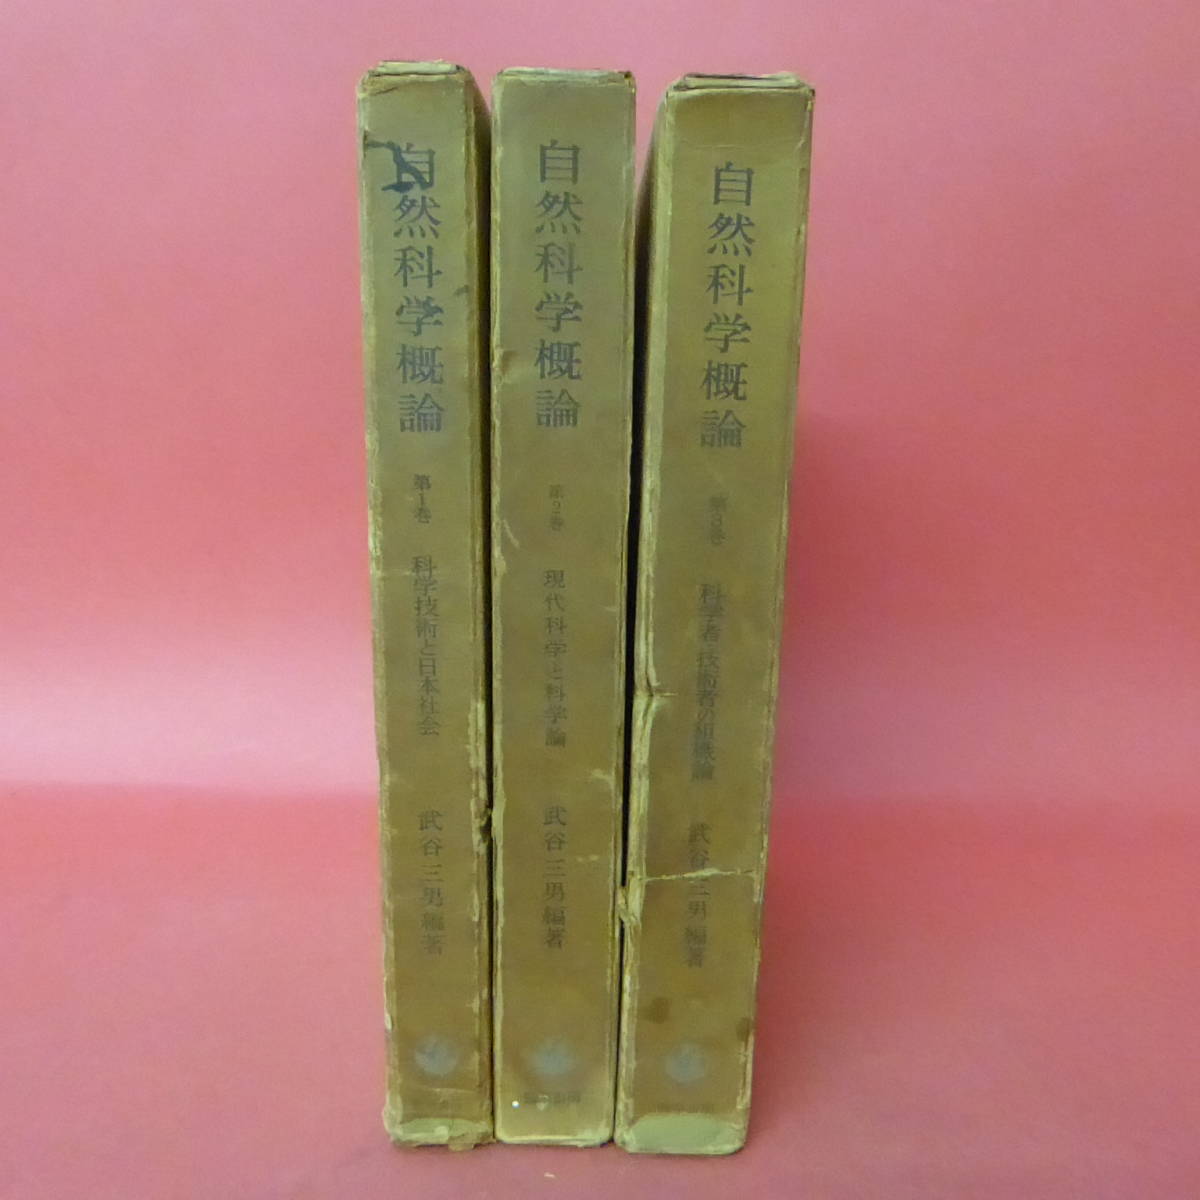 自然科学概論
第1巻
科学技術と日本社会
武谷三男編著
自然科学概論
第2巻
現代科学と科学論
武谷三男編著
自然科学概論
第3巻
科学者・技術者の組織論
武谷三男編著